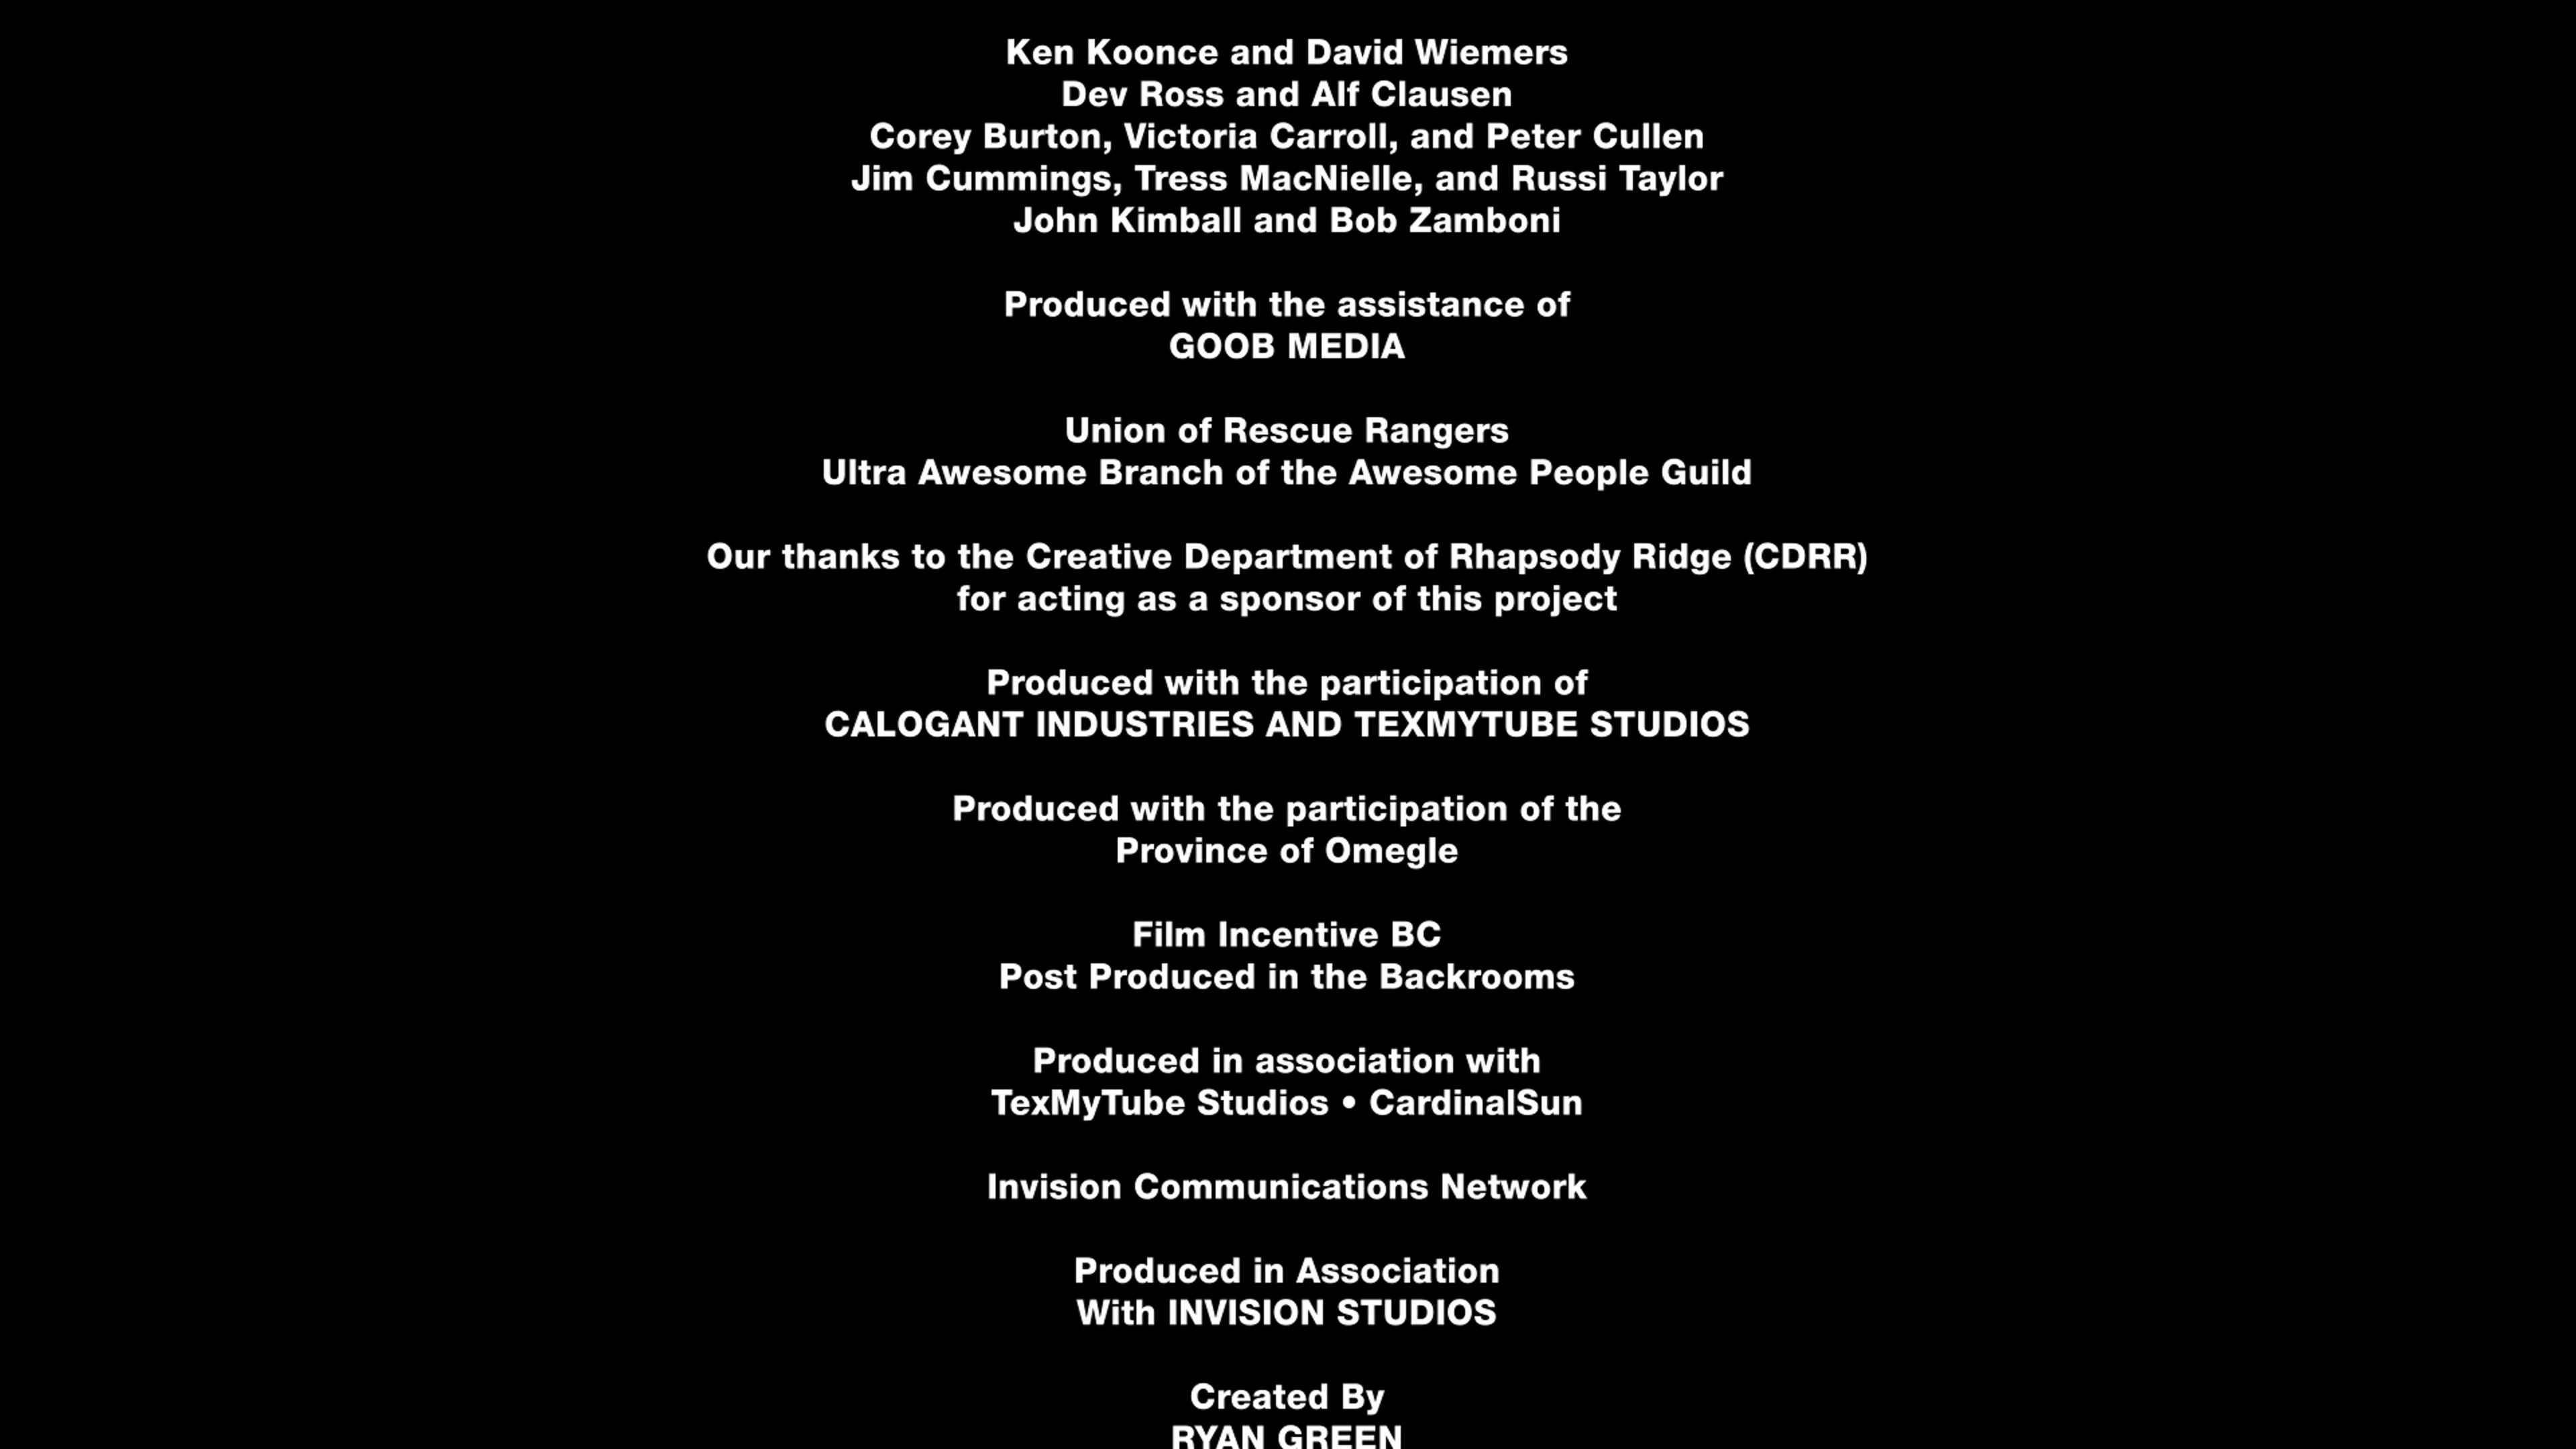 Ken Koonce and David Wiemers
Dev Ross and Alf Clausen
Corey Burton, Victoria Carroll, and Peter Cullen
Jim Cummings, Tress MacNielle, and Russi Taylor
John Kimball and Bob Zamboni
Produced with the assistance of
GOOB MEDIA
Union of Rescue Rangers
Ultra Awesome Branch of the Awesome People Guild
Our thanks to the Creative Department of Rhapsody Ridge (CDRR)
for acting as a sponsor of this project
Produced with the participation of
CALOGANT INDUSTRIES AND TEXMYTUBE STUDIOS
Produced with the participation of the
Province of Omegle
Film Incentive BC
Post Produced in the Backrooms
Produced in association with
TexMyTube Studios • CardinalSun
Invision Communications Network
Produced in Association
With INVISION STUDIOS
Created By
RYAN GREEN